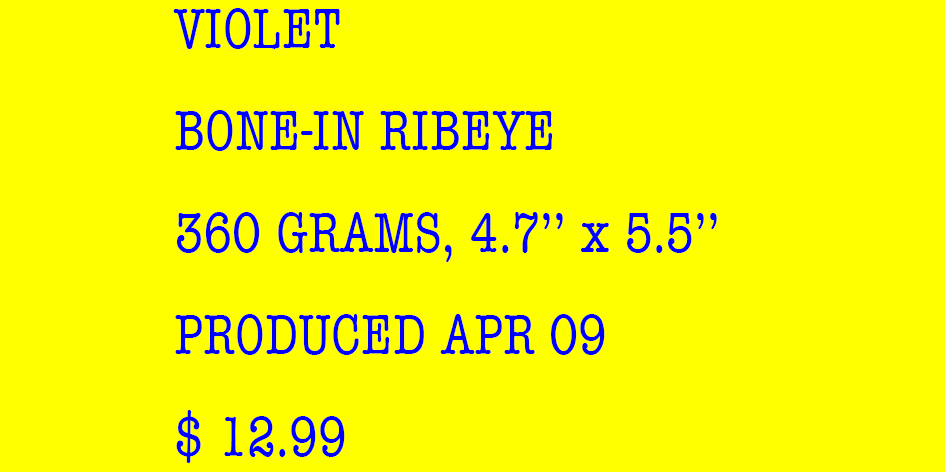 VIOLET
BONE-IN RIBEYE
360 GRAMS, 4.7” x 5.5”
PRODUCED APR 09
$ 12.99